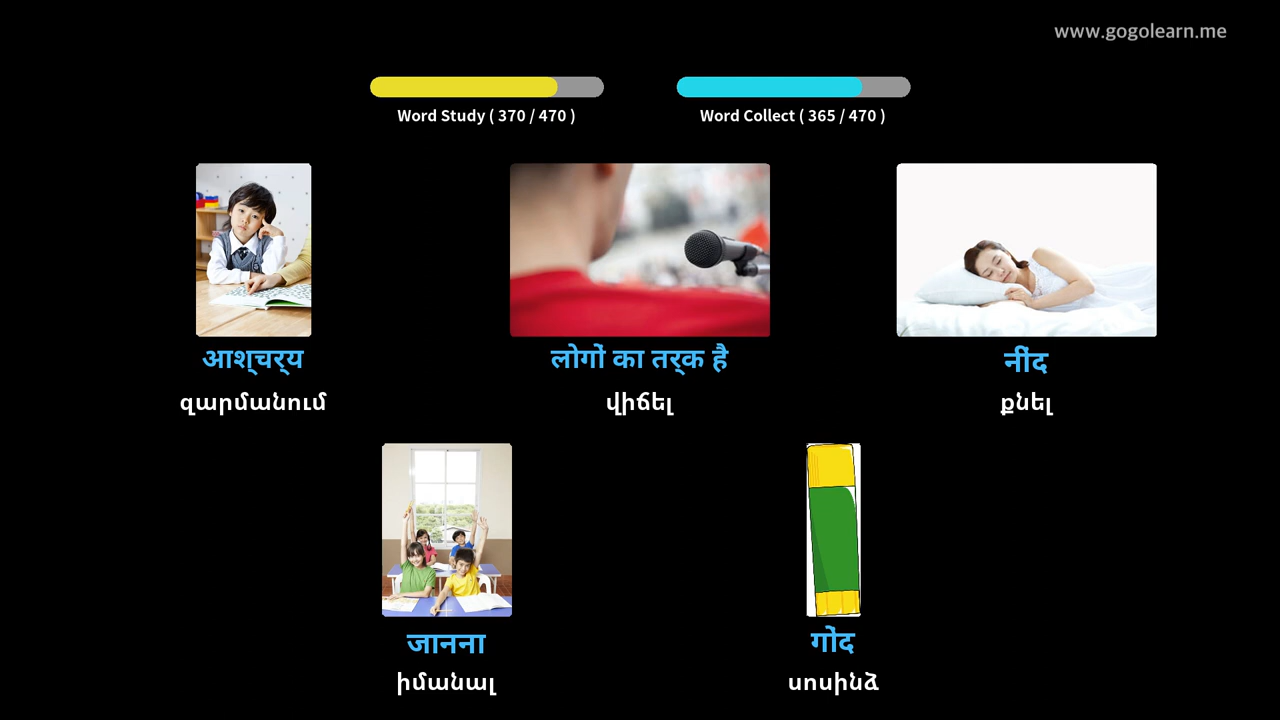 www.gogolearn.me
Word Study ( 370 / 470 )
Word Collect ( 365 / 470 )
आश्चर्य
लोगों का तर्क है
नींद
զարմանում
վիճել
քնել
जानना
गोंद
իմանալ
սոսինձ